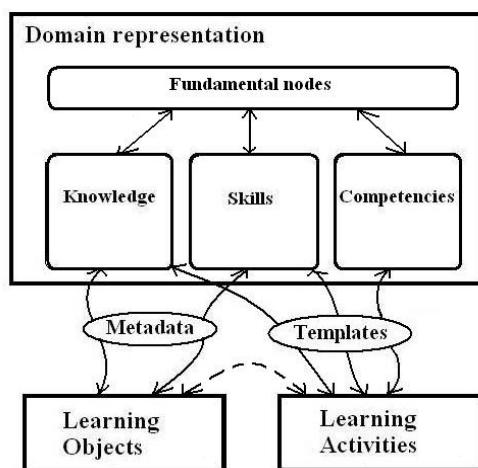 Domain representation
Fundamental nodes
Knowledge
Skills
Competencies
Metadata
Templates
Learning
Objects
Learning
Activities